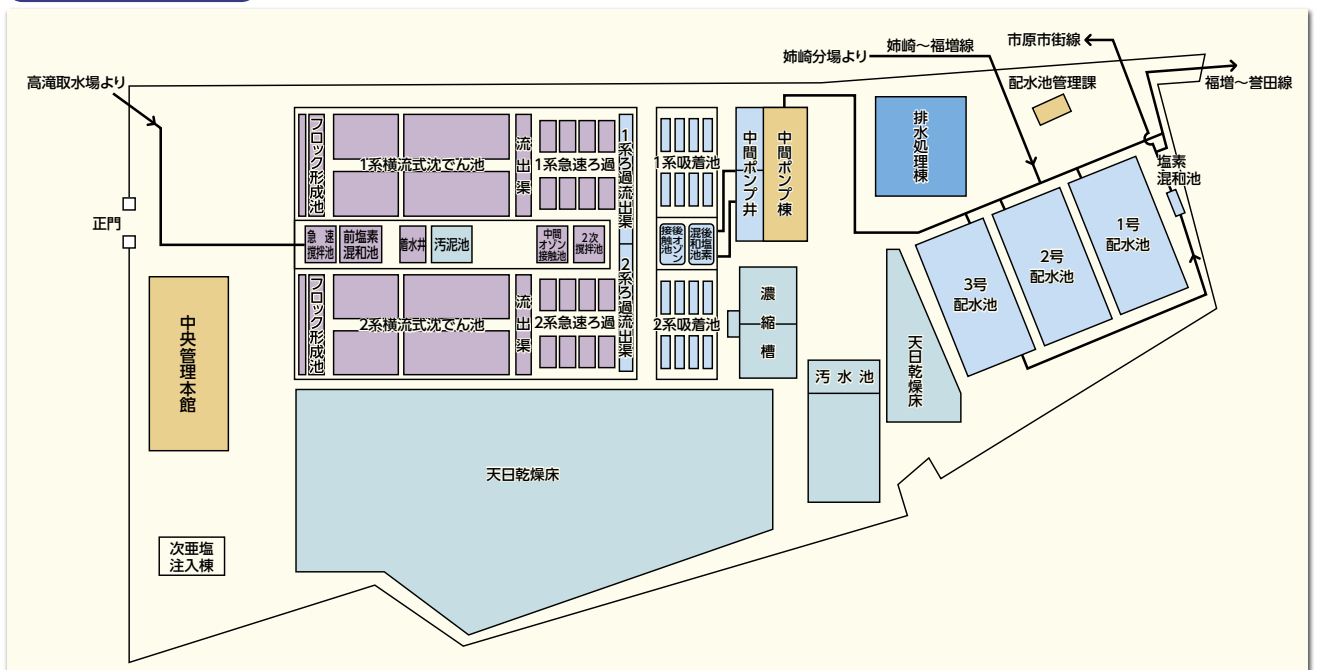 高滝取水場より
姉崎分場より
姉崎～福増線
市原市街線
福増～誉田線
配水池管理課
塩素
混和池
正門
フロック形成池
1系横流式沈でん池
流出渠
1系急速ろ過
1系ろ過流出渠
1系吸着池
中間ポンプ井
中間ポンプ棟
排水処理棟
1号
配水池
2号
配水池
3号
配水池
急速
撹拌池
前塩素
混和池
着水井
汚泥池
中間
オゾン
接触池
2次
撹拌池
後オゾン
接触池
後塩素
混和池
フロック形成池
2系横流式沈でん池
流出渠
2系急速ろ過
2系ろ過流出渠
2系吸着池
濃縮槽
汚水池
天日乾燥床
中央管理本館
天日乾燥床
次亜塩
注入棟